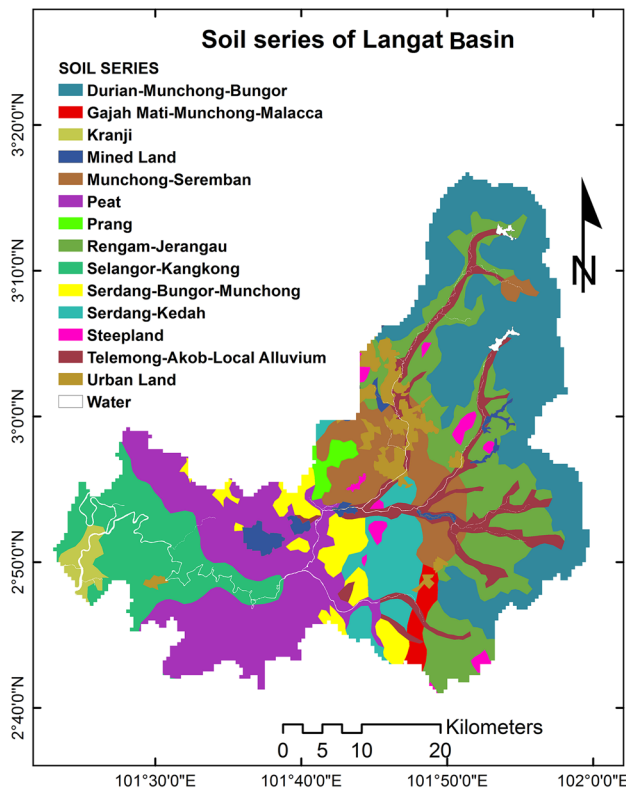 Soil series of Langat Basin
SOIL SERIES
Durian-Munchong-Bungor
Gajah Mati-Munchong-Malacca
Kranji
Mined Land
Munchong-Seremban
Peat
Prang
Rengam-Jerangau
Selangor-Kangkong
Serdang-Bungor-Munchong
Serdang-Kedah
Steepland
Telemong-Akob-Local Alluvium
Urban Land
Water
N
3°20'0"N
3°10'0"N
3°0'0"N
2°50'0"N
2°40'0"N
Kilometers
0 5 10 20
101°30'0"E 101°40'0"E 101°50'0"E 102°0'0"E